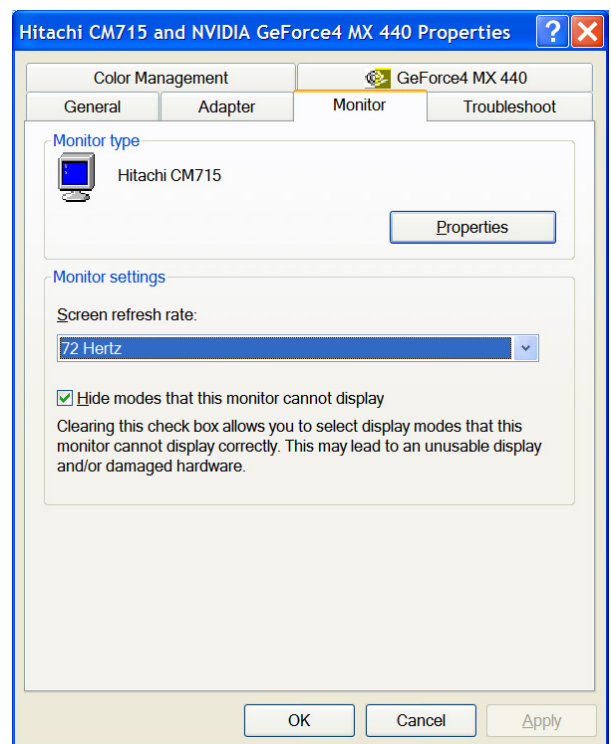 Hitachi CM715 and NVIDIA GeForce4 MX 440 Properties
Color Management
GeForce4 MX 440
General
Adapter
Monitor
Troubleshoot
Monitor type
Hitachi CM715
Properties
Monitor settings
Screen refresh rate:
72 Hertz
Hide modes that this monitor cannot display
Clearing this check box allows you to select display modes that this
monitor cannot display correctly. This may lead to an unusable display
and/or damaged hardware.
OK
Cancel
Apply